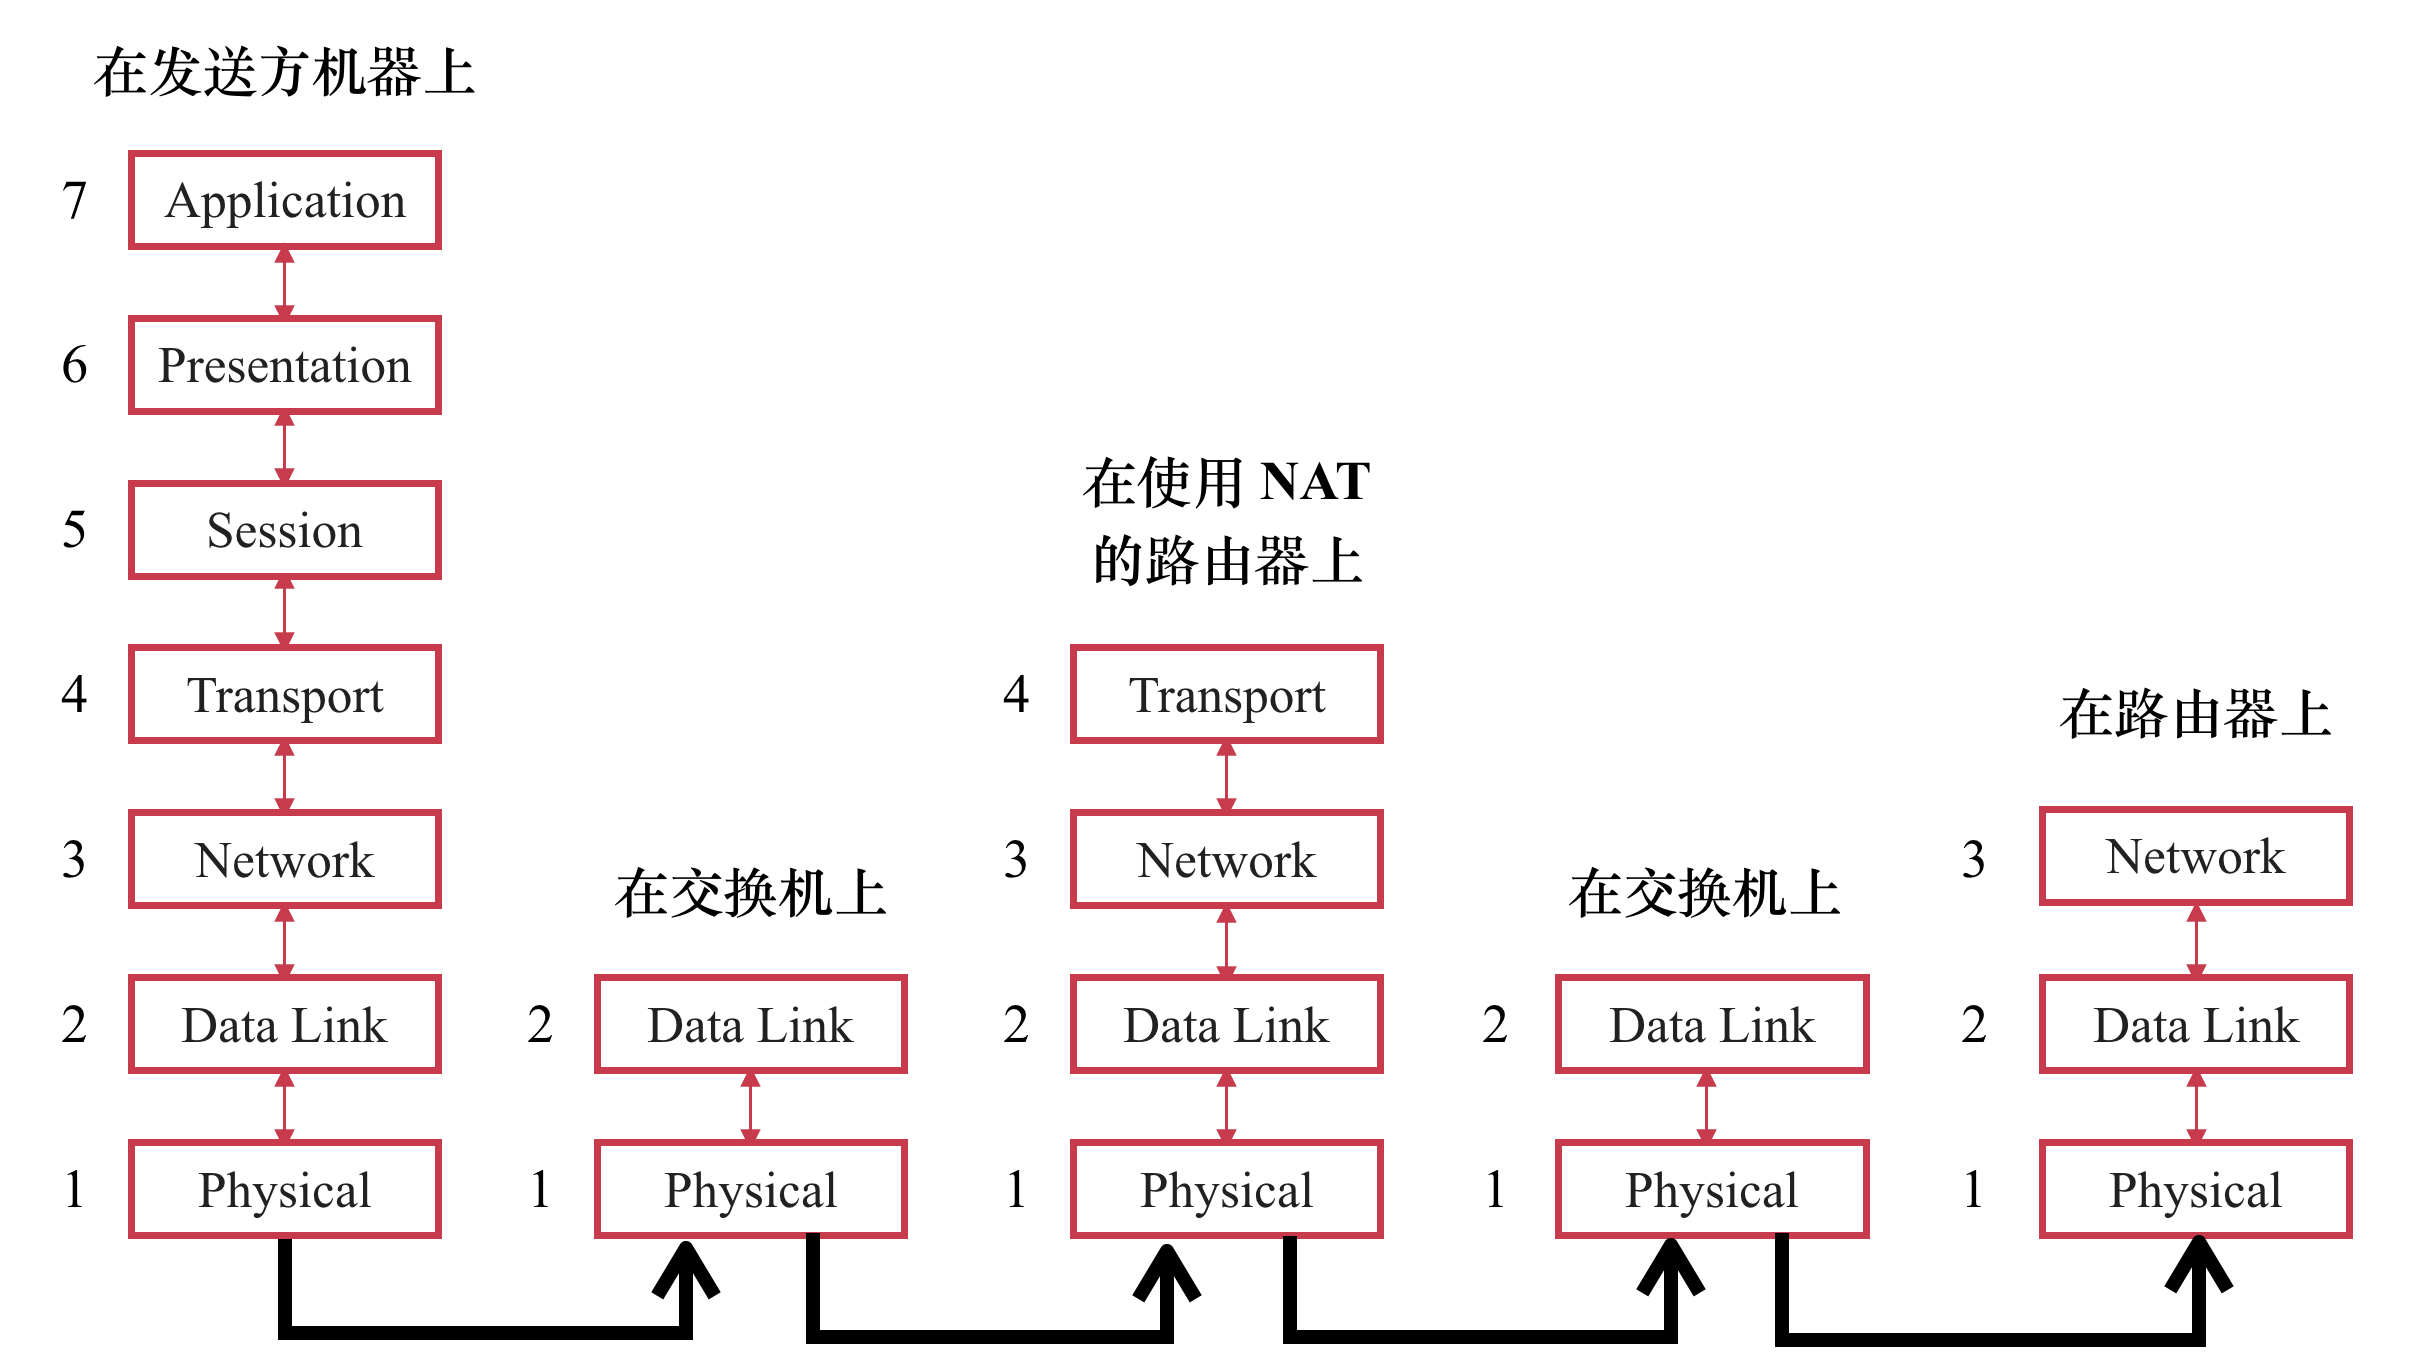 在发送方机器上
7 Application
6 Presentation
5 Session
4 Transport
3 Network
2 Data Link
1 Physical
在交换机上
2 Data Link
1 Physical
在使用 NAT
的路由器上
4 Transport
3 Network
2 Data Link
1 Physical
在交换机上
2 Data Link
1 Physical
在路由器上
3 Network
2 Data Link
1 Physical